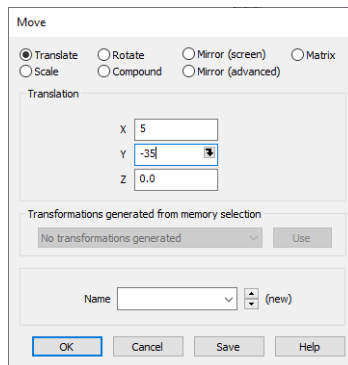 Move
Translate Rotate Mirror (screen) Matrix
Scale Compound Mirror (advanced)
Translation
X 5
Y -35
Z 0.0
Transformations generated from memory selection
No transformations generated Use
Name (new)
OK Cancel Save Help